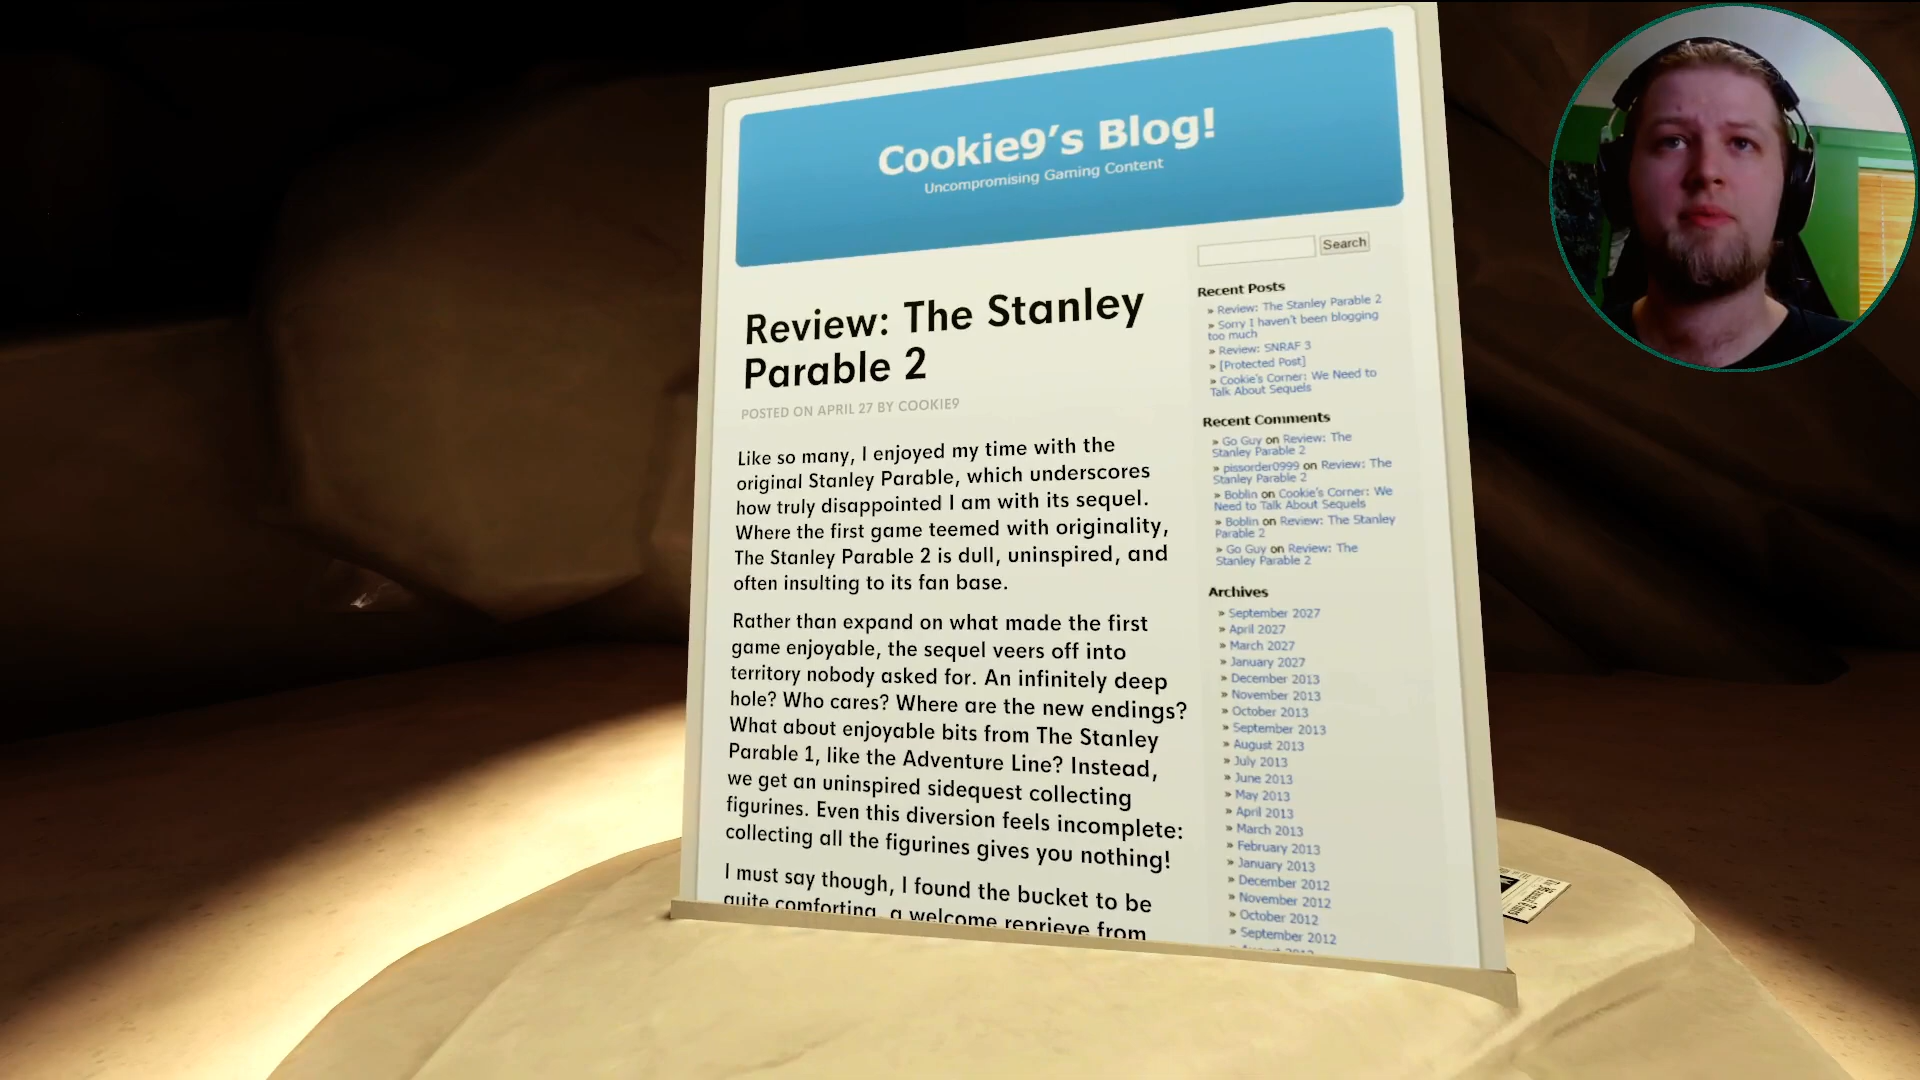 Cookie9's Blog!
Uncompromising Gaming Content
Search
Review: The Stanley
Parable 2
POSTED ON APRIL 27 BY COOKIE9
Like so many, I enjoyed my time with the
original Stanley Parable, which underscores
how truly disappointed I am with its sequel.
Where the first game teemed with originality,
The Stanley Parable 2 is dull, uninspired, and
often insulting to its fan base.
Rather than expand on what made the first
game enjoyable, the sequel veers off into
territory nobody asked for. An infinitely deep
hole? Who cares? Where are the new endings?
What about enjoyable bits from The Stanley
Parable 1, like the Adventure Line? Instead,
we get an uninspired sidequest collecting
figurines. Even this diversion feels incomplete:
collecting all the figurines gives you nothing!
I must say though, I found the bucket to be
quite comforting, a welcome reprieve from
Recent Posts
» Review: The Stanley Parable 2
» Sorry I haven't been blogging
too much
» Review: SNRAF 3
» [Protected Post]
» Cookie's Corner: We Need to
Talk About Sequels
Recent Comments
» Go Guy on Review: The
Stanley Parable 2
» pissorder0999 on Review: The
Stanley Parable 2
» Boblin on Cookie's Corner: We
Need to Talk About Sequels
» Boblin on Review: The Stanley
Parable 2
» Go Guy on Review: The
Stanley Parable 2
Archives
» September 2027
» April 2027
» March 2027
» January 2027
» December 2013
» November 2013
» October 2013
» September 2013
» August 2013
» July 2013
» June 2013
» May 2013
» April 2013
» March 2013
» February 2013
» January 2013
» December 2012
» November 2012
» October 2012
» September 2012